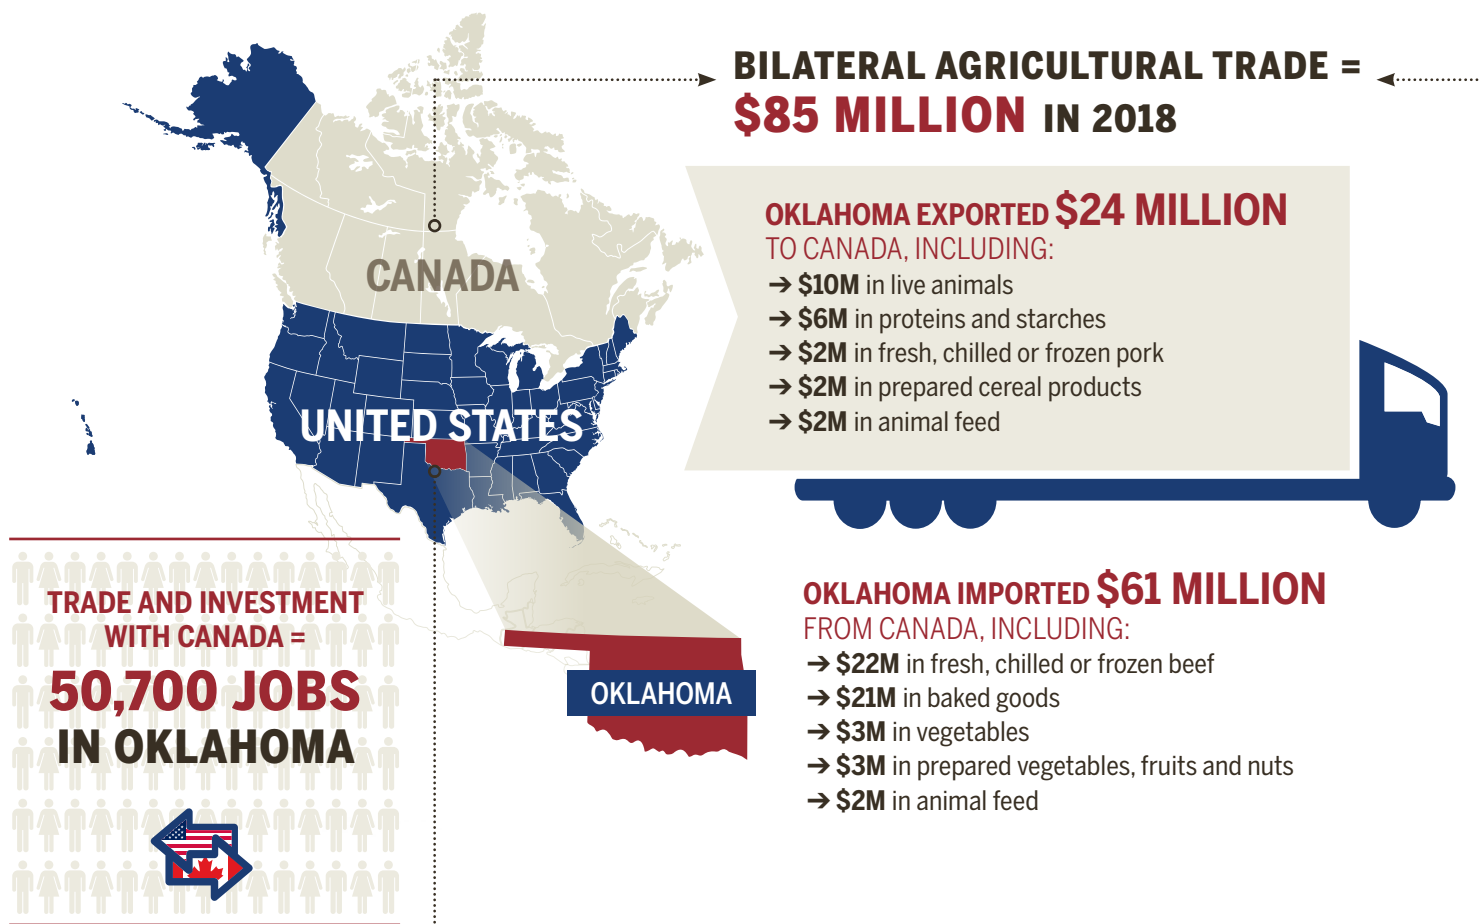 BILATERAL AGRICULTURAL TRADE =
$85 MILLION IN 2018
OKLAHOMA EXPORTED $24 MILLION
TO CANADA, INCLUDING:
➔ $10M in live animals
➔ $6M in proteins and starches
➔ $2M in fresh, chilled or frozen pork
➔ $2M in prepared cereal products
➔ $2M in animal feed
CANADA
UNITED STATES
OKLAHOMA
TRADE AND INVESTMENT
WITH CANADA =
50,700 JOBS
IN OKLAHOMA
OKLAHOMA IMPORTED $61 MILLION
FROM CANADA, INCLUDING:
➔ $22M in fresh, chilled or frozen beef
➔ $21M in baked goods
➔ $3M in vegetables
➔ $3M in prepared vegetables, fruits and nuts
➔ $2M in animal feed